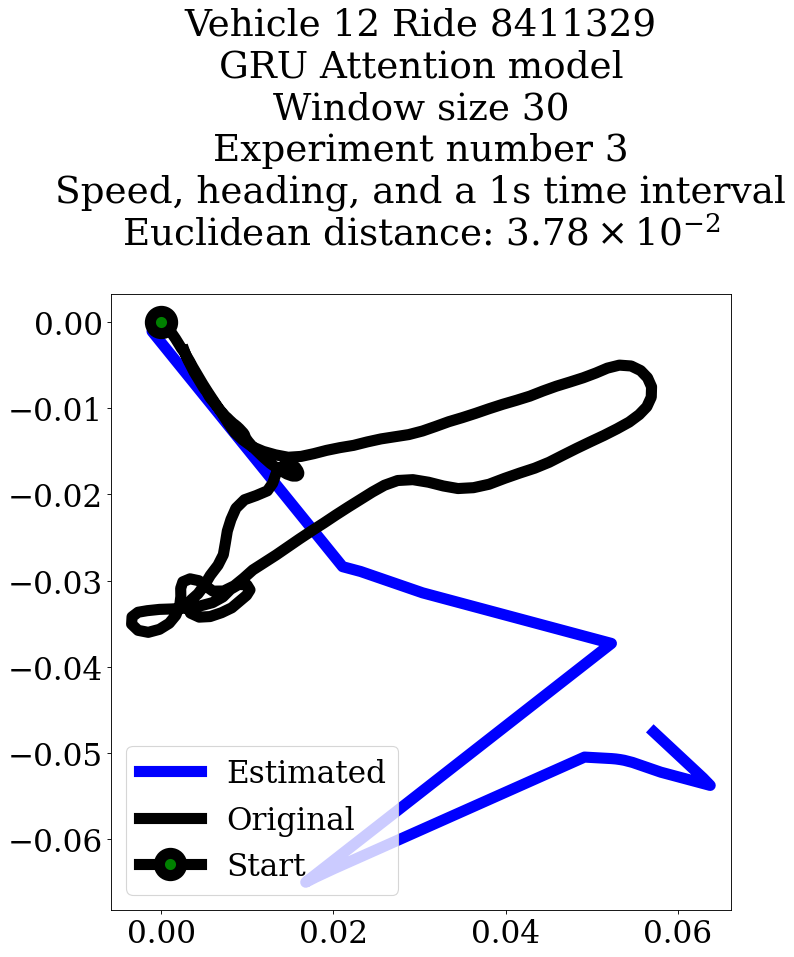 Vehicle 12 Ride 8411329
GRU Attention model
Window size 30
Experiment number 3
Speed, heading, and a 1s time interval
Euclidean distance: 3.78 × 10⁻²
0.00
−0.01
−0.02
−0.03
−0.04
−0.05
−0.06
Estimated
Original
Start
0.00 0.02 0.04 0.06